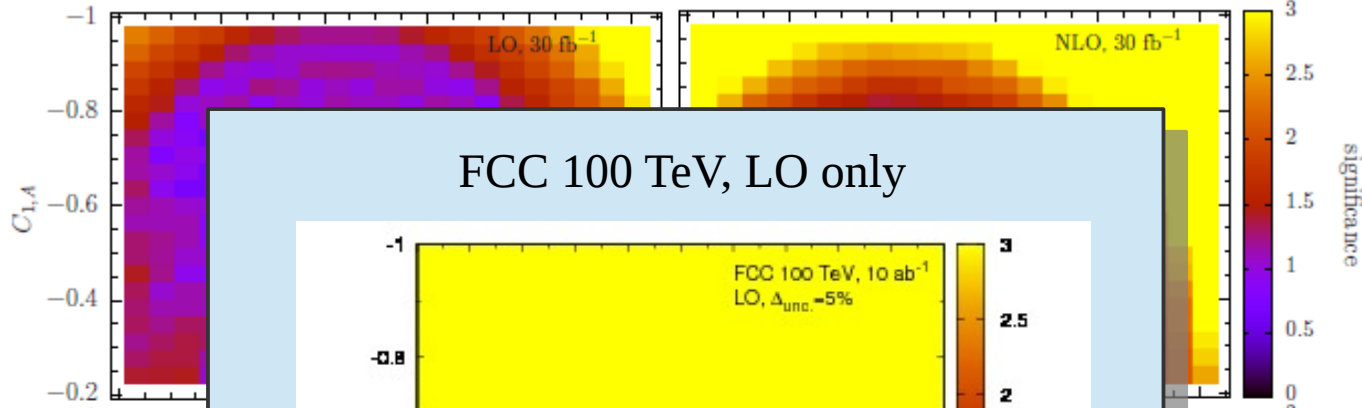 −1
−0.8
−0.6
−0.4
−0.2
C1,A
LO, 30 fb⁻¹
NLO, 30 fb⁻¹
3
2.5
2
1.5
1
0.5
0
significance
FCC 100 TeV, LO only
-1
-0.8
FCC 100 TeV, 10 ab⁻¹
LO, Δunc.=5%
3
2.5
2